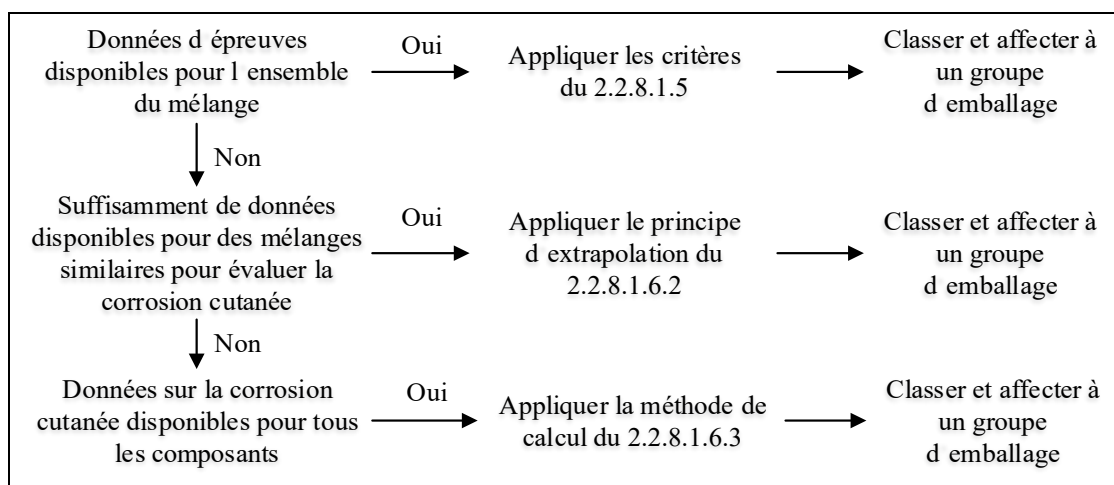 Données d épreuves
disponibles pour l ensemble
du mélange
Oui
Appliquer les critères
du 2.2.8.1.5
Classer et affecter à
un groupe
d emballage
Non
Suffisamment de données
disponibles pour des mélanges
similaires pour évaluer la
corrosion cutanée
Oui
Appliquer le principe
d extrapolation du
2.2.8.1.6.2
Classer et affecter à
un groupe
d emballage
Non
Données sur la corrosion
cutanée disponibles pour tous
les composants
Oui
Appliquer la méthode de
calcul du 2.2.8.1.6.3
Classer et affecter à
un groupe
d emballage